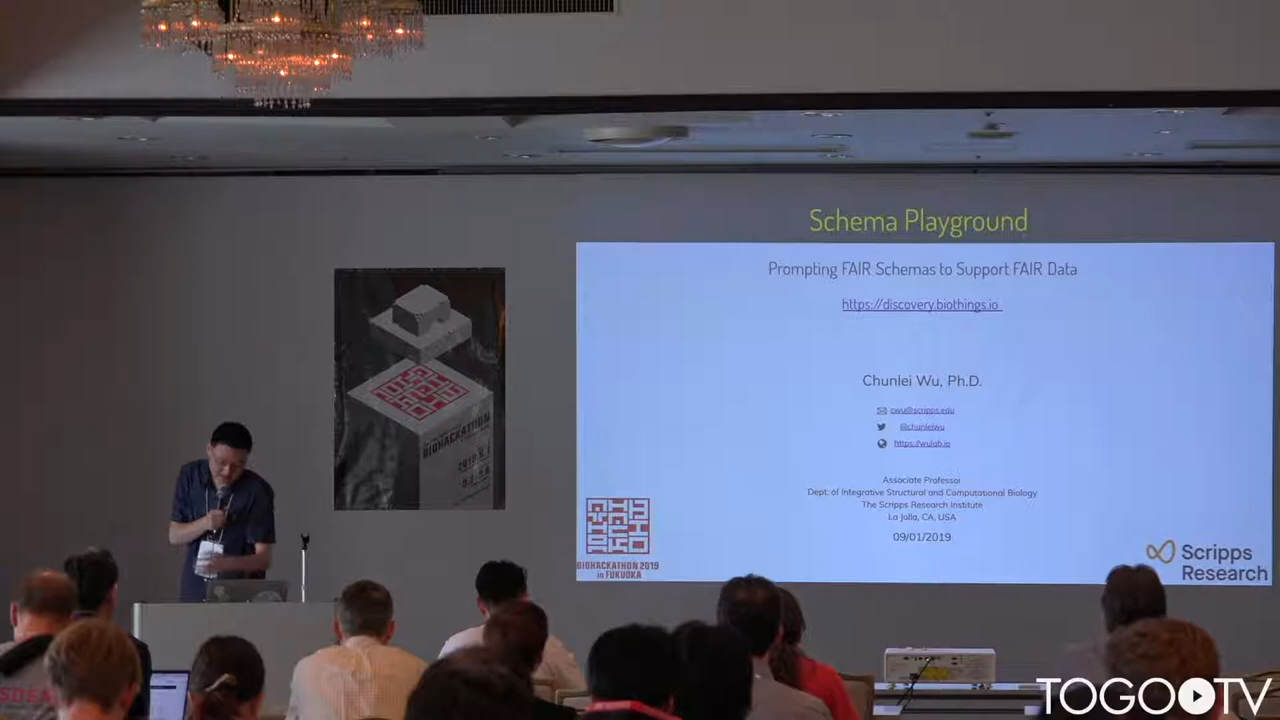 Schema Playground
Prompting FAIR Schemas to Support FAIR Data
https://discovery.biothings.io
Chunlei Wu, Ph.D.
cwu@scripps.edu
@chunleiwu
https://wulab.io
Associate Professor
Dept. of Integrative Structural and Computational Biology
The Scripps Research Institute
La Jolla, CA, USA
09/01/2019
BIOHACKATHON 2019
in FUKUOKA
Scripps
Research
BIOHACKATHON
TOGO TV